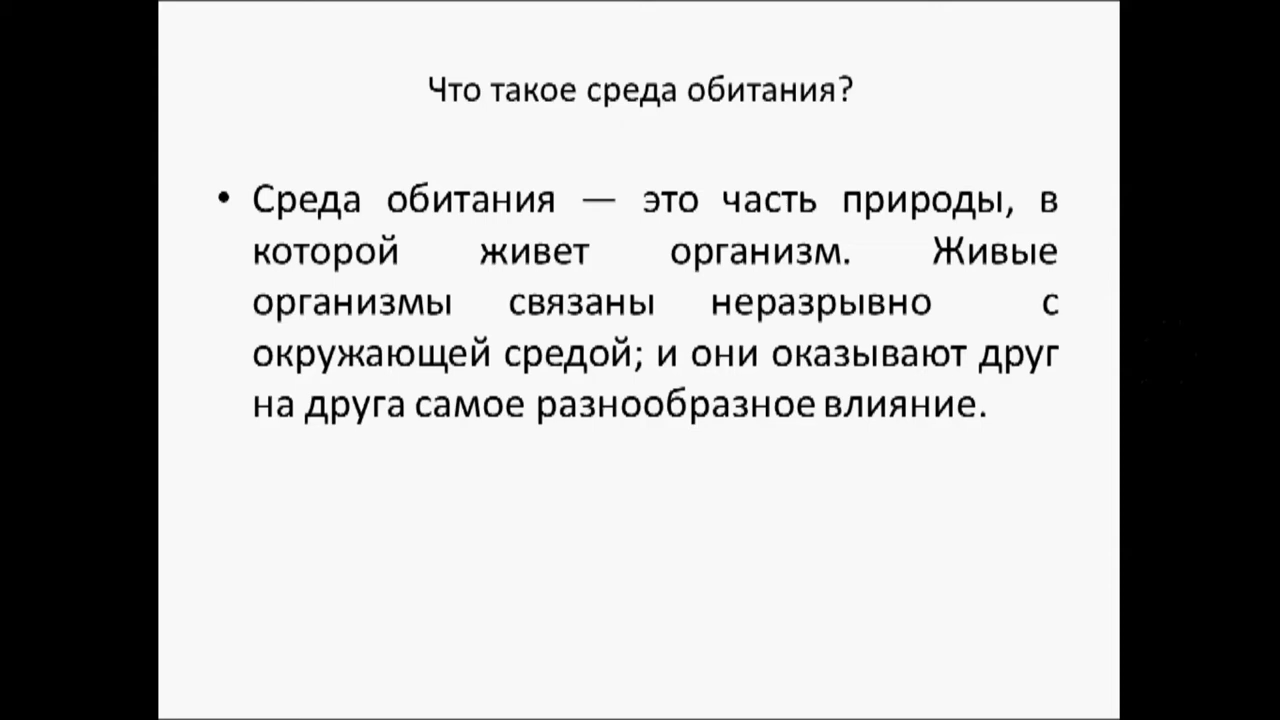 Что такое среда обитания?
• Среда обитания — это часть природы, в
которой живет организм. Живые
организмы связаны неразрывно с
окружающей средой; и они оказывают друг
на друга самое разнообразное влияние.